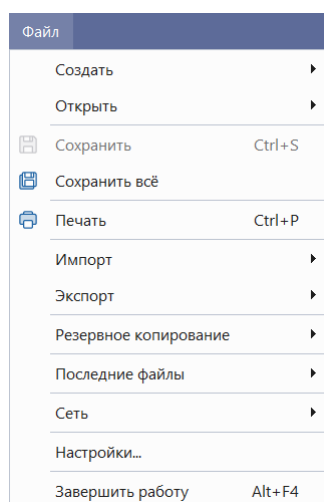 Файл
Создать
Открыть
Сохранить Ctrl+S
Сохранить всё
Печать Ctrl+P
Импорт
Экспорт
Резервное копирование
Последние файлы
Сеть
Настройки...
Завершить работу Alt+F4